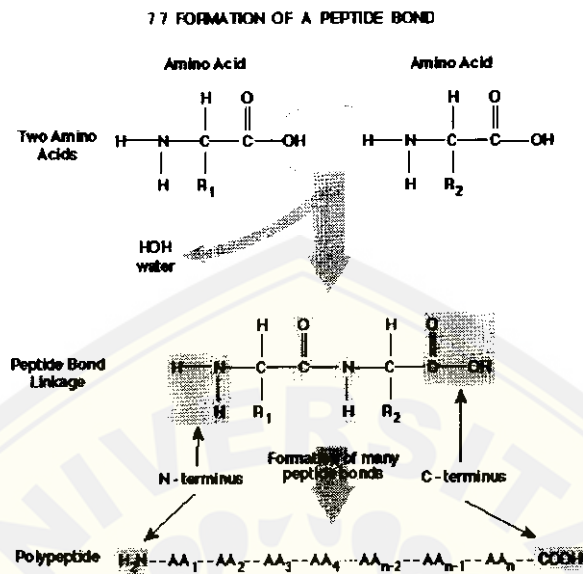 7 7 FORMATION OF A PEPTIDE BOND
Amino Acid
Amino Acid
H O
H O
Two Amino
Acids
H—N—C—C—OH
H—N—C—C—OH
H R1
H R2
HOH
water
H O H O
Peptide Bond
Linkage
H—N—C—C—N—C—C—OH
H R1 H R2
Formation of many
peptide bonds
N - terminus
C - terminus
Polypeptide
H2N---AA1---AA2---AA3---AA4---AAn-2---AAn-1---AAn---COOH
UNIVERSIT